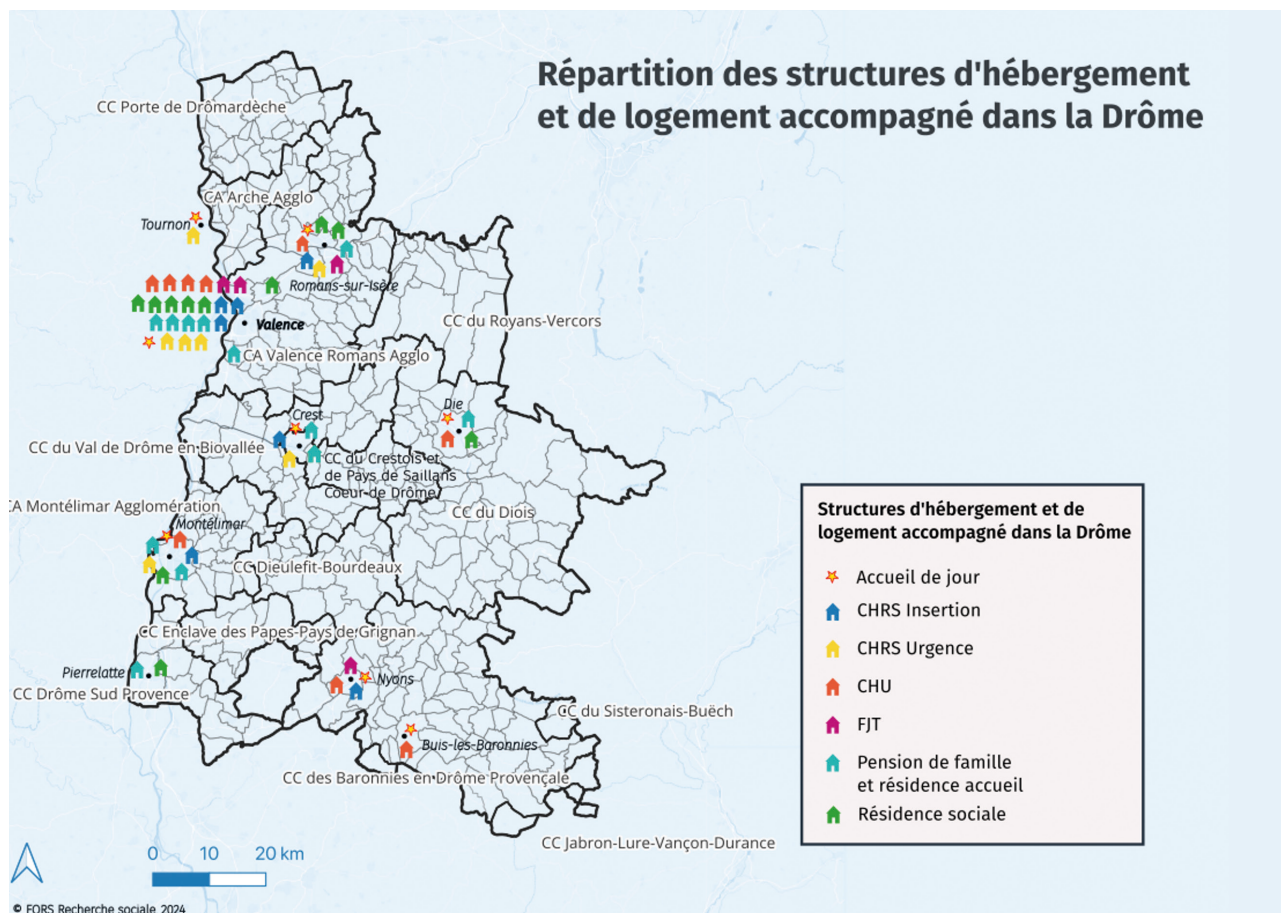 Répartition des structures d'hébergement
et de logement accompagné dans la Drôme
CC Porte de Drômardèche
CA Arche Agglo
Tournon
Romans-sur-Isère
Valence
CC du Royans-Vercors
CA Valence Romans Agglo
Die
Crest
CC du Val de Drôme en Biovallée
CC du Crestois et
de Pays de Saillans
Coeur de Drôme
CA Montélimar Agglomération
Montélimar
CC du Diois
CC Dieulefit-Bourdeaux
CC Enclave des Papes-Pays de Grignan
Pierrelatte
Nyons
CC Drôme Sud Provence
CC du Sisteronais-Buëch
Buis-les-Baronnies
CC des Baronnies en Drôme Provençale
CC Jabron-Lure-Vançon-Durance
Structures d'hébergement et de
logement accompagné dans la Drôme
Accueil de jour
CHRS Insertion
CHRS Urgence
CHU
FJT
Pension de famille
et résidence accueil
Résidence sociale
0 10 20 km
© FORS Recherche sociale 2024